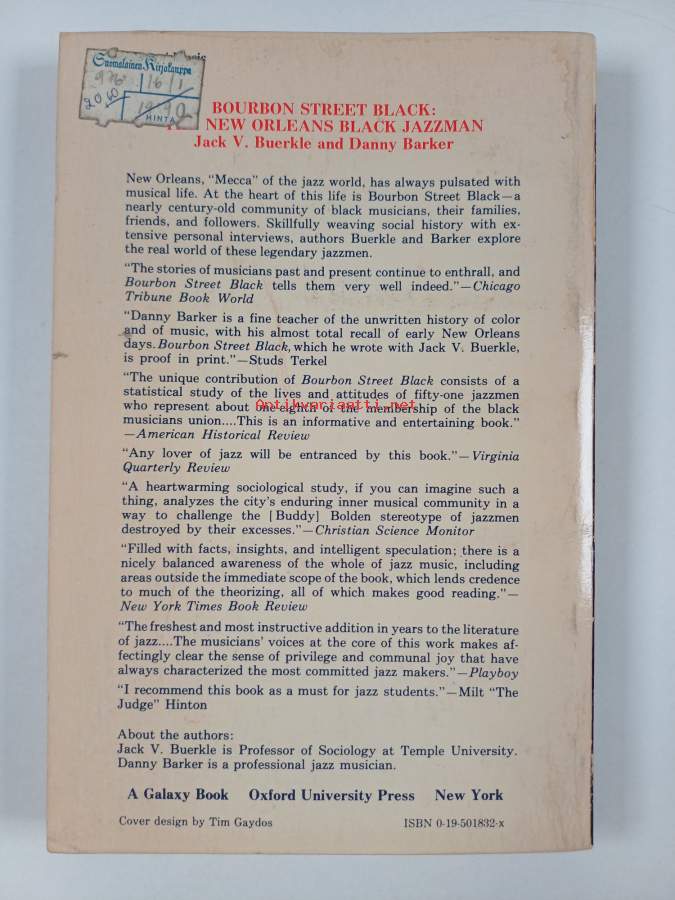 Suomalainen Kirjakauppa
16 1
20,60
HINTA
BOURBON STREET BLACK:
NEW ORLEANS BLACK JAZZMAN
Jack V. Buerkle and Danny Barker
New Orleans, “Mecca” of the jazz world, has always pulsated with
musical life. At the heart of this life is Bourbon Street Black—a
nearly century-old community of black musicians, their families,
friends, and followers. Skillfully weaving social history with ex-
tensive personal interviews, authors Buerkle and Barker explore
the real world of these legendary jazzmen.
“The stories of musicians past and present continue to enthrall, and
Bourbon Street Black tells them very well indeed.”—Chicago
Tribune Book World
“Danny Barker is a fine teacher of the unwritten history of color
and of music, with his almost total recall of early New Orleans
days. Bourbon Street Black, which he wrote with Jack V. Buerkle,
is proof in print.”—Studs Terkel
“The unique contribution of Bourbon Street Black consists of a
statistical study of the lives and attitudes of fifty-one jazzmen
who represent about one-eighth of the membership of the black
Antikvariaatti.net
musicians union....This is an informative and entertaining book.”
—American Historical Review
“Any lover of jazz will be entranced by this book.”—Virginia
Quarterly Review
“A heartwarming sociological study, if you can imagine such a
thing, analyzes the city’s enduring inner musical community in a
way to challenge the [Buddy] Bolden stereotype of jazzmen
destroyed by their excesses.”—Christian Science Monitor
“Filled with facts, insights, and intelligent speculation; there is a
nicely balanced awareness of the whole of jazz music, including
areas outside the immediate scope of the book, which lends credence
to much of the theorizing, all of which makes good reading.”—
New York Times Book Review
“The freshest and most instructive addition in years to the literature
of jazz....The musicians’ voices at the core of this work makes af-
fectingly clear the sense of privilege and communal joy that have
always characterized the most committed jazz makers.”—Playboy
“I recommend this book as a must for jazz students.”—Milt “The
Judge” Hinton
About the authors:
Jack V. Buerkle is Professor of Sociology at Temple University.
Danny Barker is a professional jazz musician.
A Galaxy Book Oxford University Press New York
Cover design by Tim Gaydos ISBN 0-19-501832-x